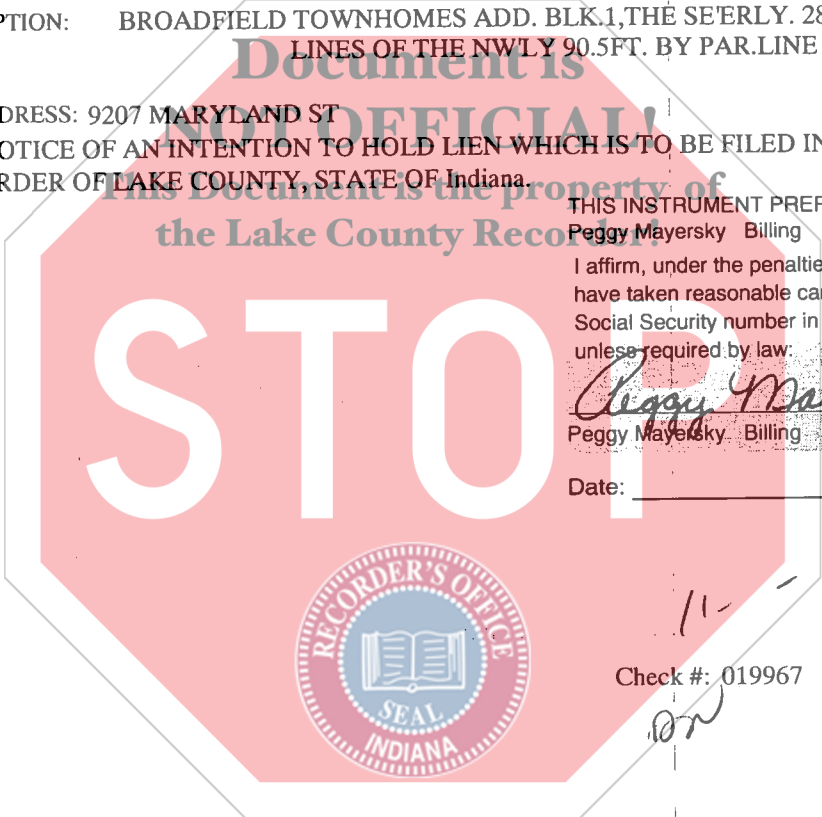 PTION: BROADFIELD TOWNHOMES ADD. BLK.1,THE SE'ERLY. 28
LINES OF THE NW'LY 90.5FT. BY PAR.LINE
Document is
NOT OFFICIAL!
This Document is the property of
the Lake County Recorder!
DRESS: 9207 MARYLAND ST
OTICE OF AN INTENTION TO HOLD LIEN WHICH IS TO BE FILED IN
RDER OF LAKE COUNTY, STATE OF Indiana.
THIS INSTRUMENT PREP
Peggy Mayersky Billing
I affirm, under the penaltie
have taken reasonable car
Social Security number in
unless required by law:
Peggy Ma
Peggy Mayersky Billing
Date:
STOP
RECORDER'S OFFICE
SEAL
INDIANA
11-
Check #: 019967